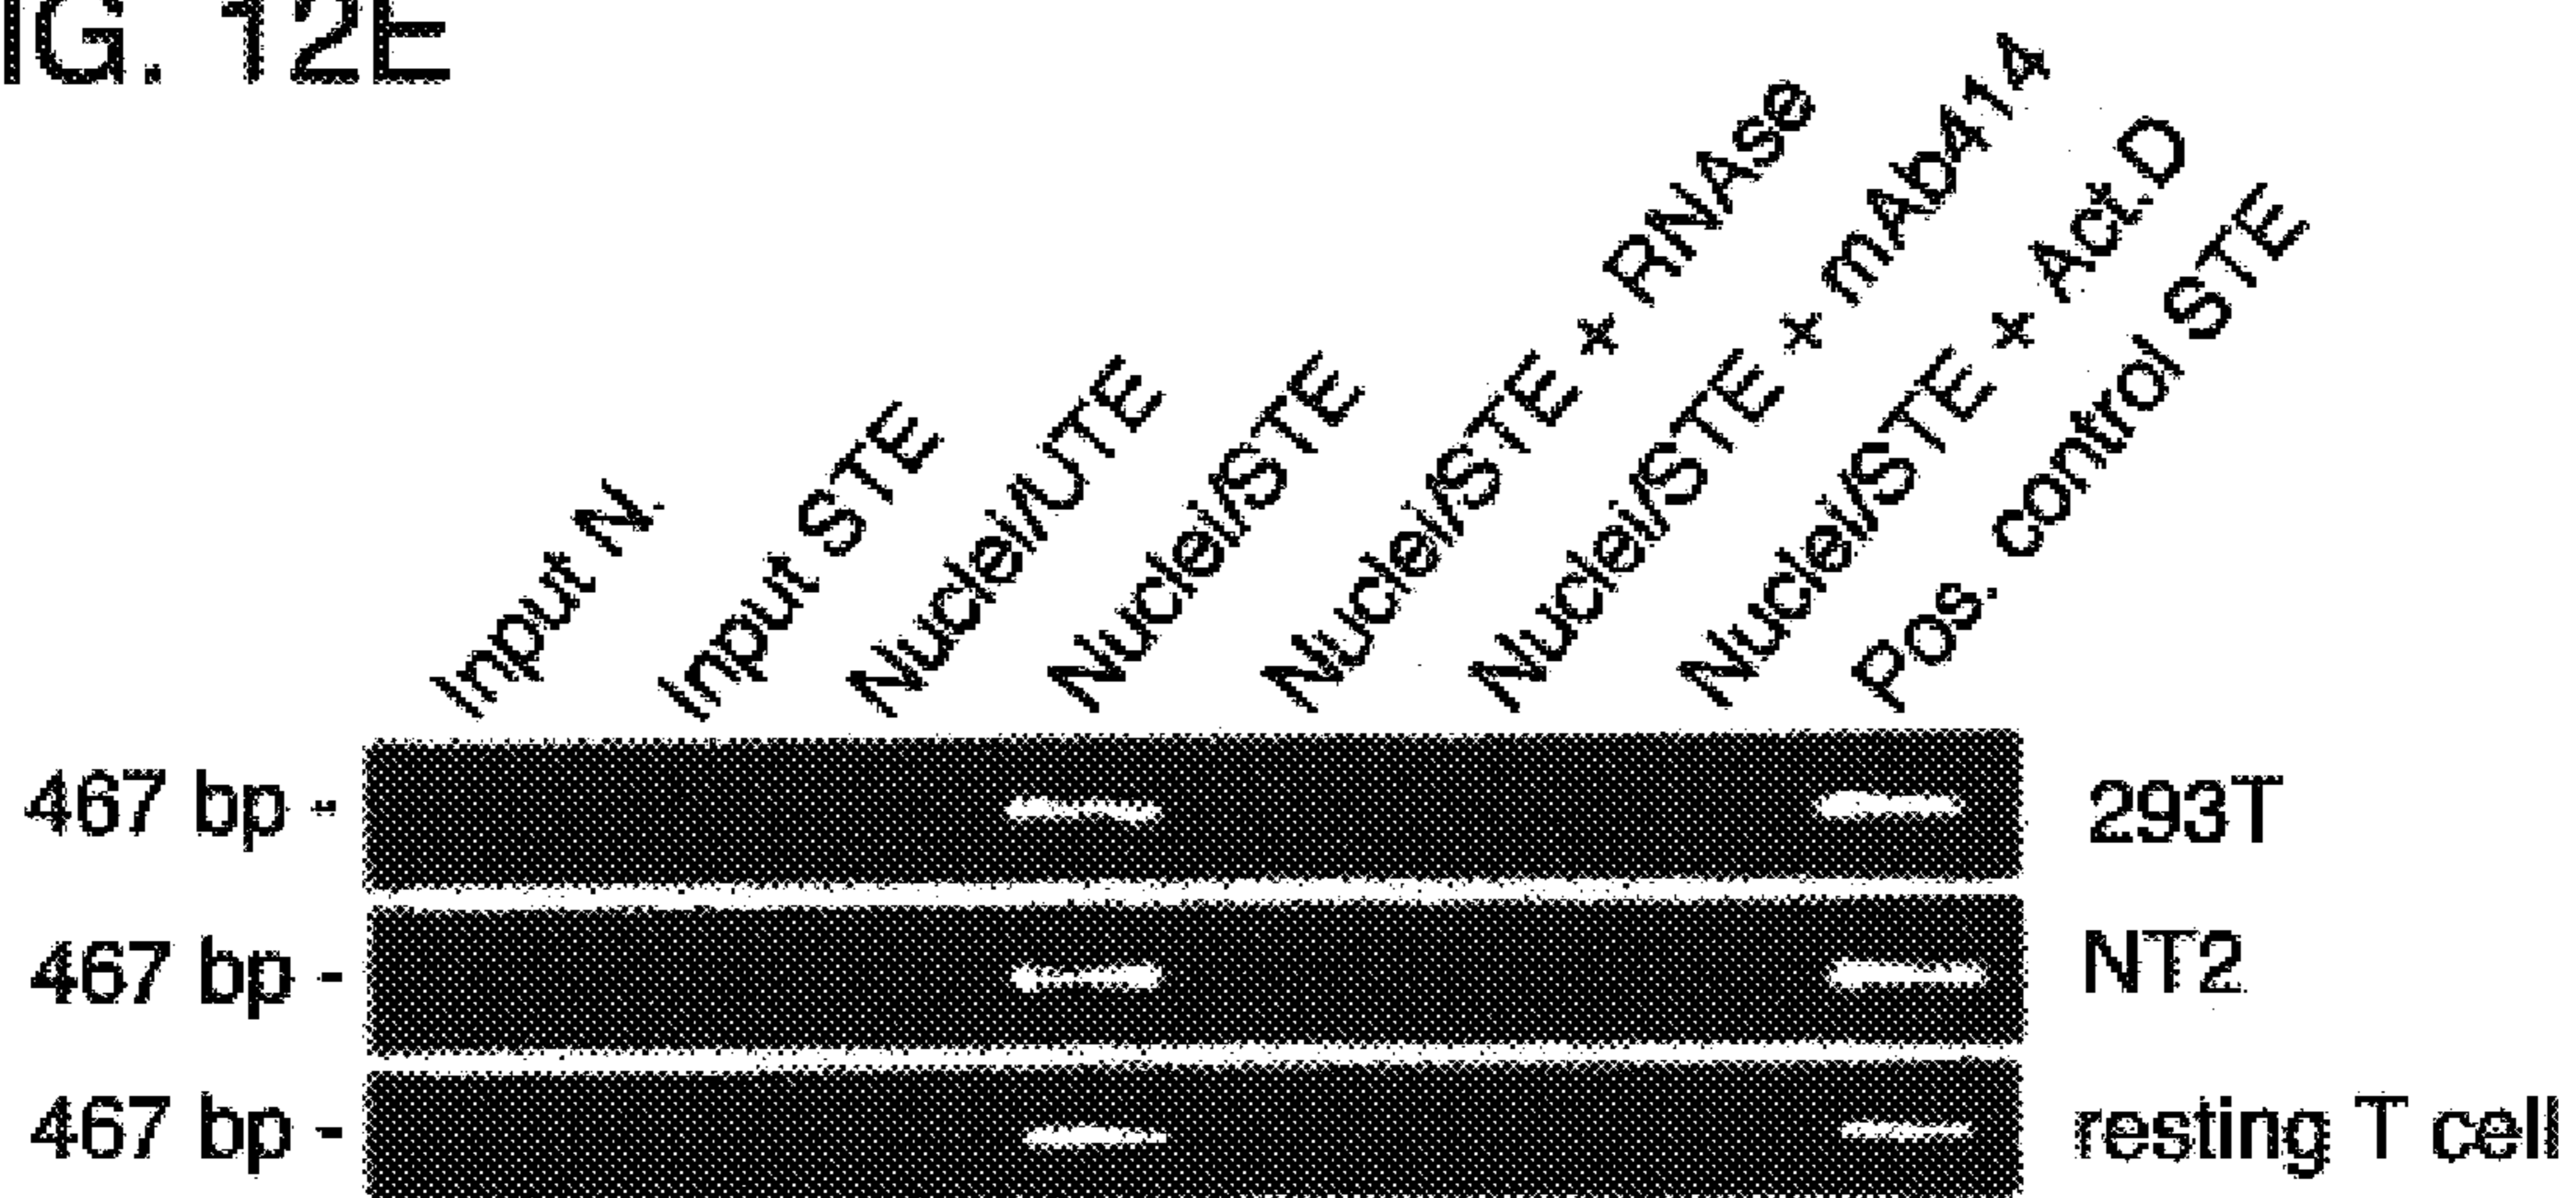 IG. 12E
Input N.
Input STE
Nuclei/UTE
Nuclei/STE
Nuclei/STE + RNAse
Nuclei/STE + mAb414
Nuclei/STE + Act.D
Pos. control STE
467 bp - 293T
467 bp - NT2
467 bp - resting T cell